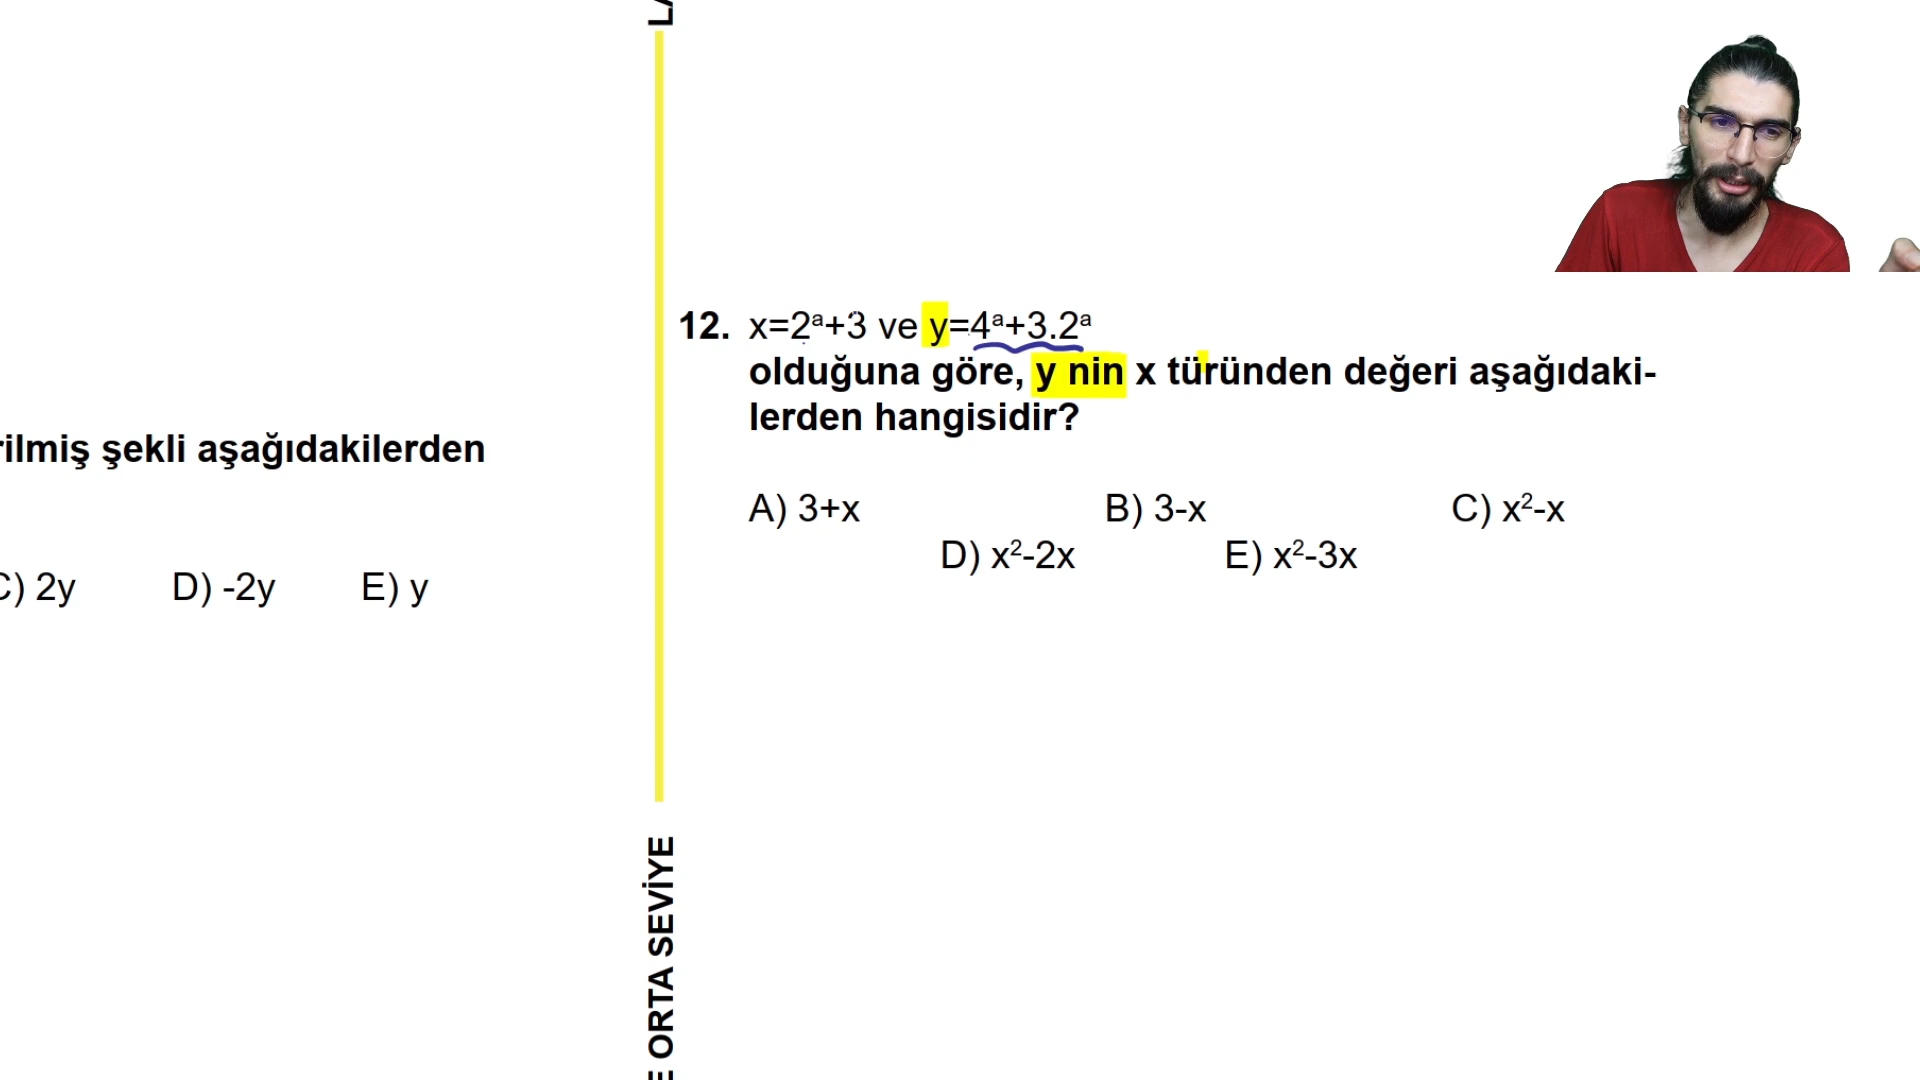 LA
rilmiş şekli aşağıdakilerden
C) 2y D) -2y E) y
E ORTA SEVİYE
12. x=2ᵃ+3 ve y=4ᵃ+3.2ᵃ
olduğuna göre, y nin x türünden değeri aşağıdaki-
lerden hangisidir?
A) 3+x B) 3-x C) x²-x
D) x²-2x E) x²-3x